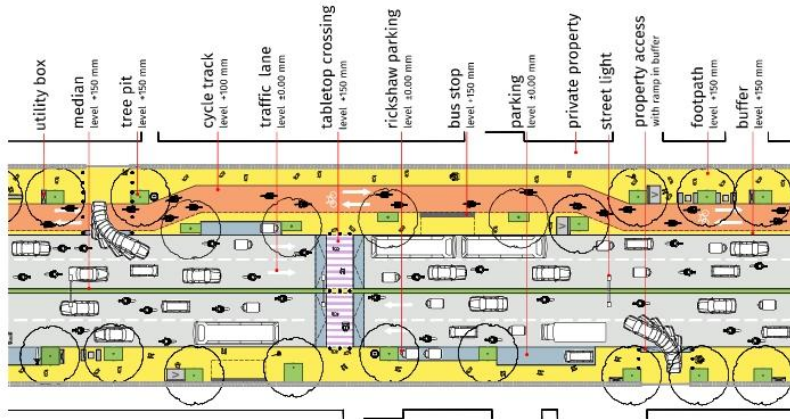 utility box
median
level +150 mm
tree pit
level +150 mm
cycle track
level +100 mm
traffic lane
level ±0.00 mm
tabletop crossing
level +150 mm
rickshaw parking
level ±0.00 mm
bus stop
level +150 mm
parking
level ±0.00 mm
private property
street light
property access
with ramp in buffer
footpath
level +150 mm
buffer
level +150 mm
V
V
V
V